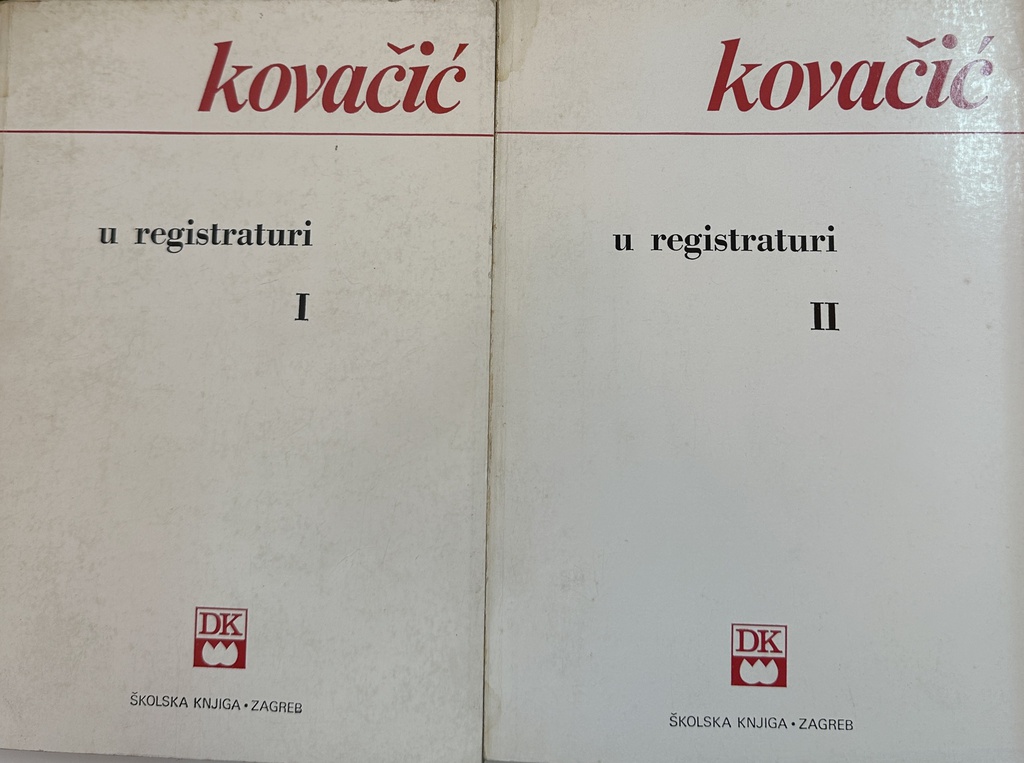 kovačić
u registraturi
I
DK
ŠKOLSKA KNJIGA • ZAGREB
kovačić
u registraturi
II
DK
ŠKOLSKA KNJIGA • ZAGREB